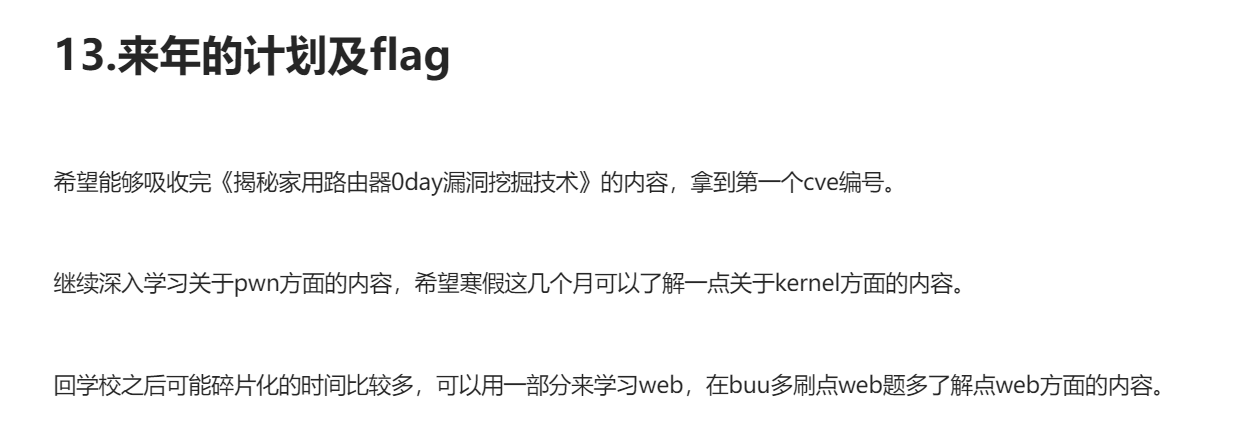 13.来年的计划及flag
希望能够吸收完《揭秘家用路由器0day漏洞挖掘技术》的内容，拿到第一个cve编号。
继续深入学习关于pwn方面的内容，希望寒假这几个月可以了解一点关于kernel方面的内容。
回学校之后可能碎片化的时间比较多，可以用一部分来学习web，在buu多刷点web题多了解点web方面的内容。